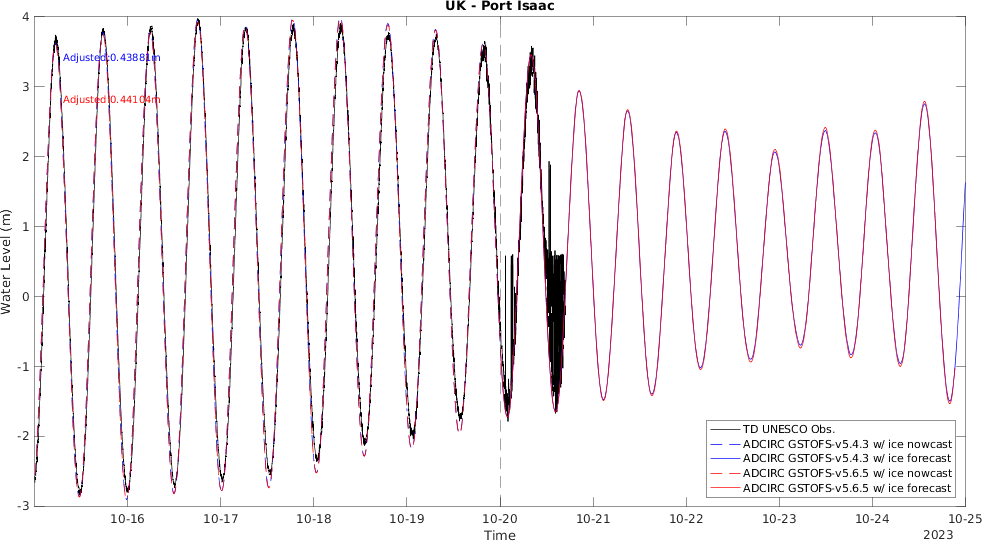 UK - Port Isaac
4
3
2
1
0
-1
-2
-3
Water Level (m)
Adjusted:0.43881m
Adjusted:0.44104m
TD UNESCO Obs.
ADCIRC GSTOFS-v5.4.3 w/ ice nowcast
ADCIRC GSTOFS-v5.4.3 w/ ice forecast
ADCIRC GSTOFS-v5.6.5 w/ ice nowcast
ADCIRC GSTOFS-v5.6.5 w/ ice forecast
10-16 10-17 10-18 10-19 10-20 10-21 10-22 10-23 10-24 10-25
Time
2023